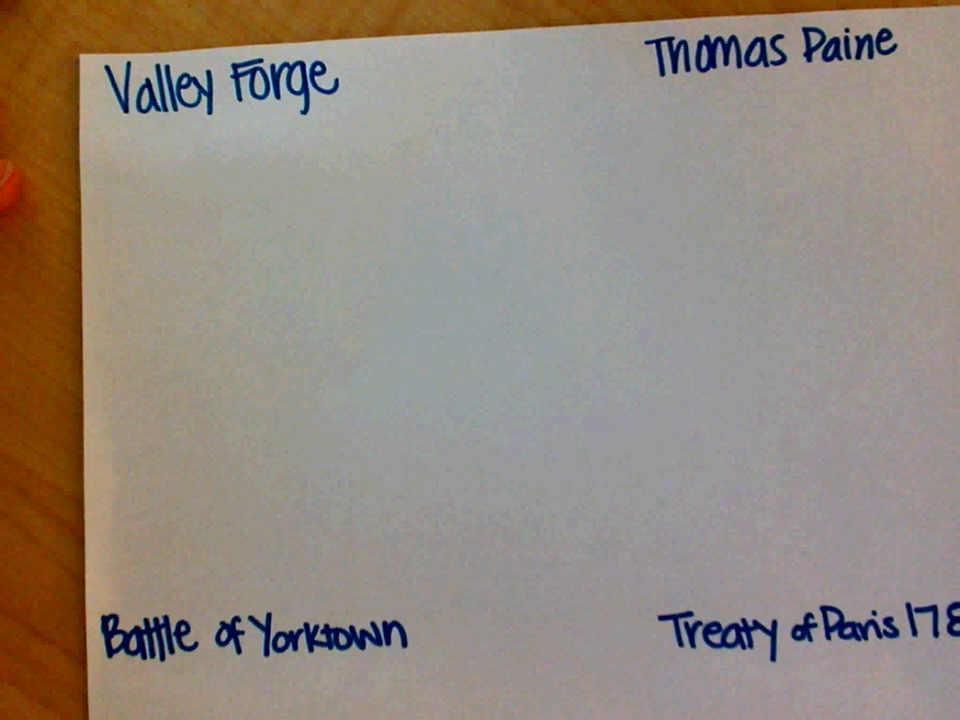 Valley Forge
Thomas Paine
Battle of Yorktown
Treaty of Paris 178